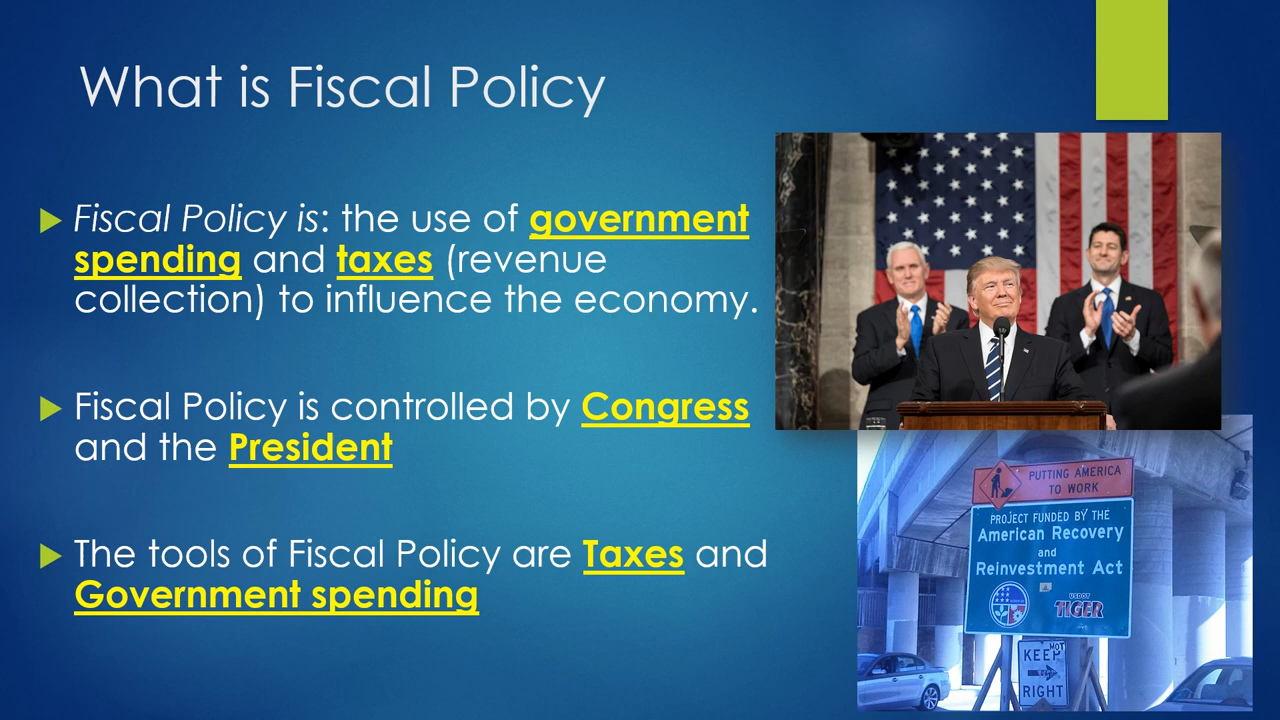 What is Fiscal Policy
Fiscal Policy is: the use of government
spending and taxes (revenue
collection) to influence the economy.
Fiscal Policy is controlled by Congress
and the President
The tools of Fiscal Policy are Taxes and
Government spending
PUTTING AMERICA
TO WORK
PROJECT FUNDED BY THE
American Recovery
and
Reinvestment Act
USDOT
TIGER
NOT
KEEP
RIGHT